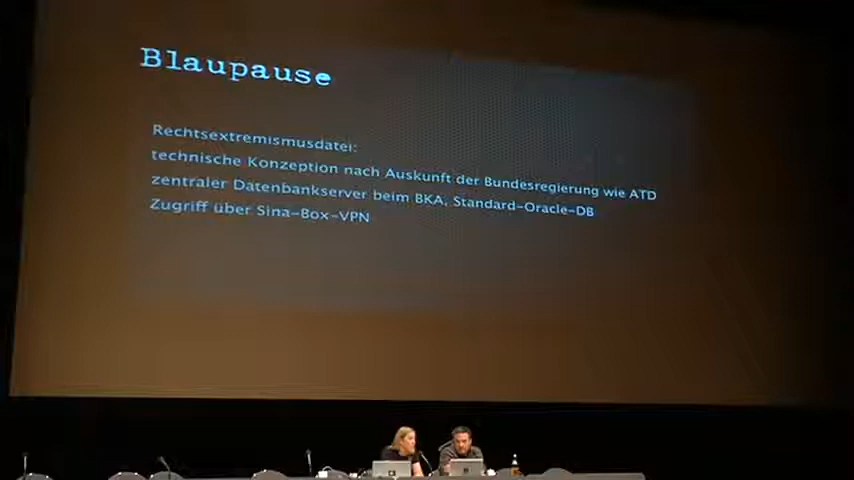 Blaupause
Rechtsextremismusdatei:
technische Konzeption nach Auskunft der Bundesregierung wie ATD
zentraler Datenbankserver beim BKA, Standard-Oracle-DB
Zugriff über Sina-Box-VPN